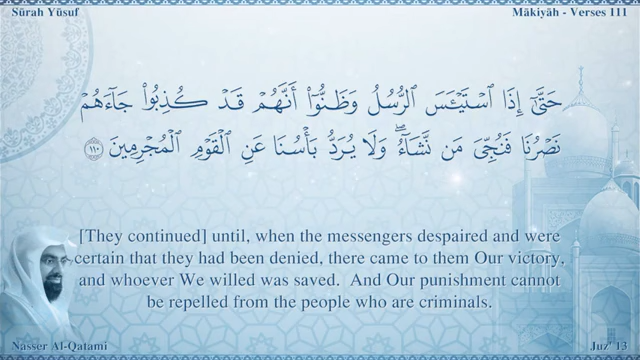 Sūrah Yūsuf
Mākiyāh - Verses 111
حَتَّىٰٓ إِذَا ٱسْتَيْـَٔسَ ٱلرُّسُلُ وَظَنُّوٓا۟ أَنَّهُمْ قَدْ كُذِبُوا۟ جَآءَهُمْ
نَصْرُنَا فَنُجِّىَ مَن نَّشَآءُ ۖ وَلَا يُرَدُّ بَأْسُنَا عَنِ ٱلْقَوْمِ ٱلْمُجْرِمِينَ ١١٠
[They continued] until, when the messengers despaired and were
certain that they had been denied, there came to them Our victory,
and whoever We willed was saved. And Our punishment cannot
be repelled from the people who are criminals.
Nasser Al-Qatami
Juz' 13